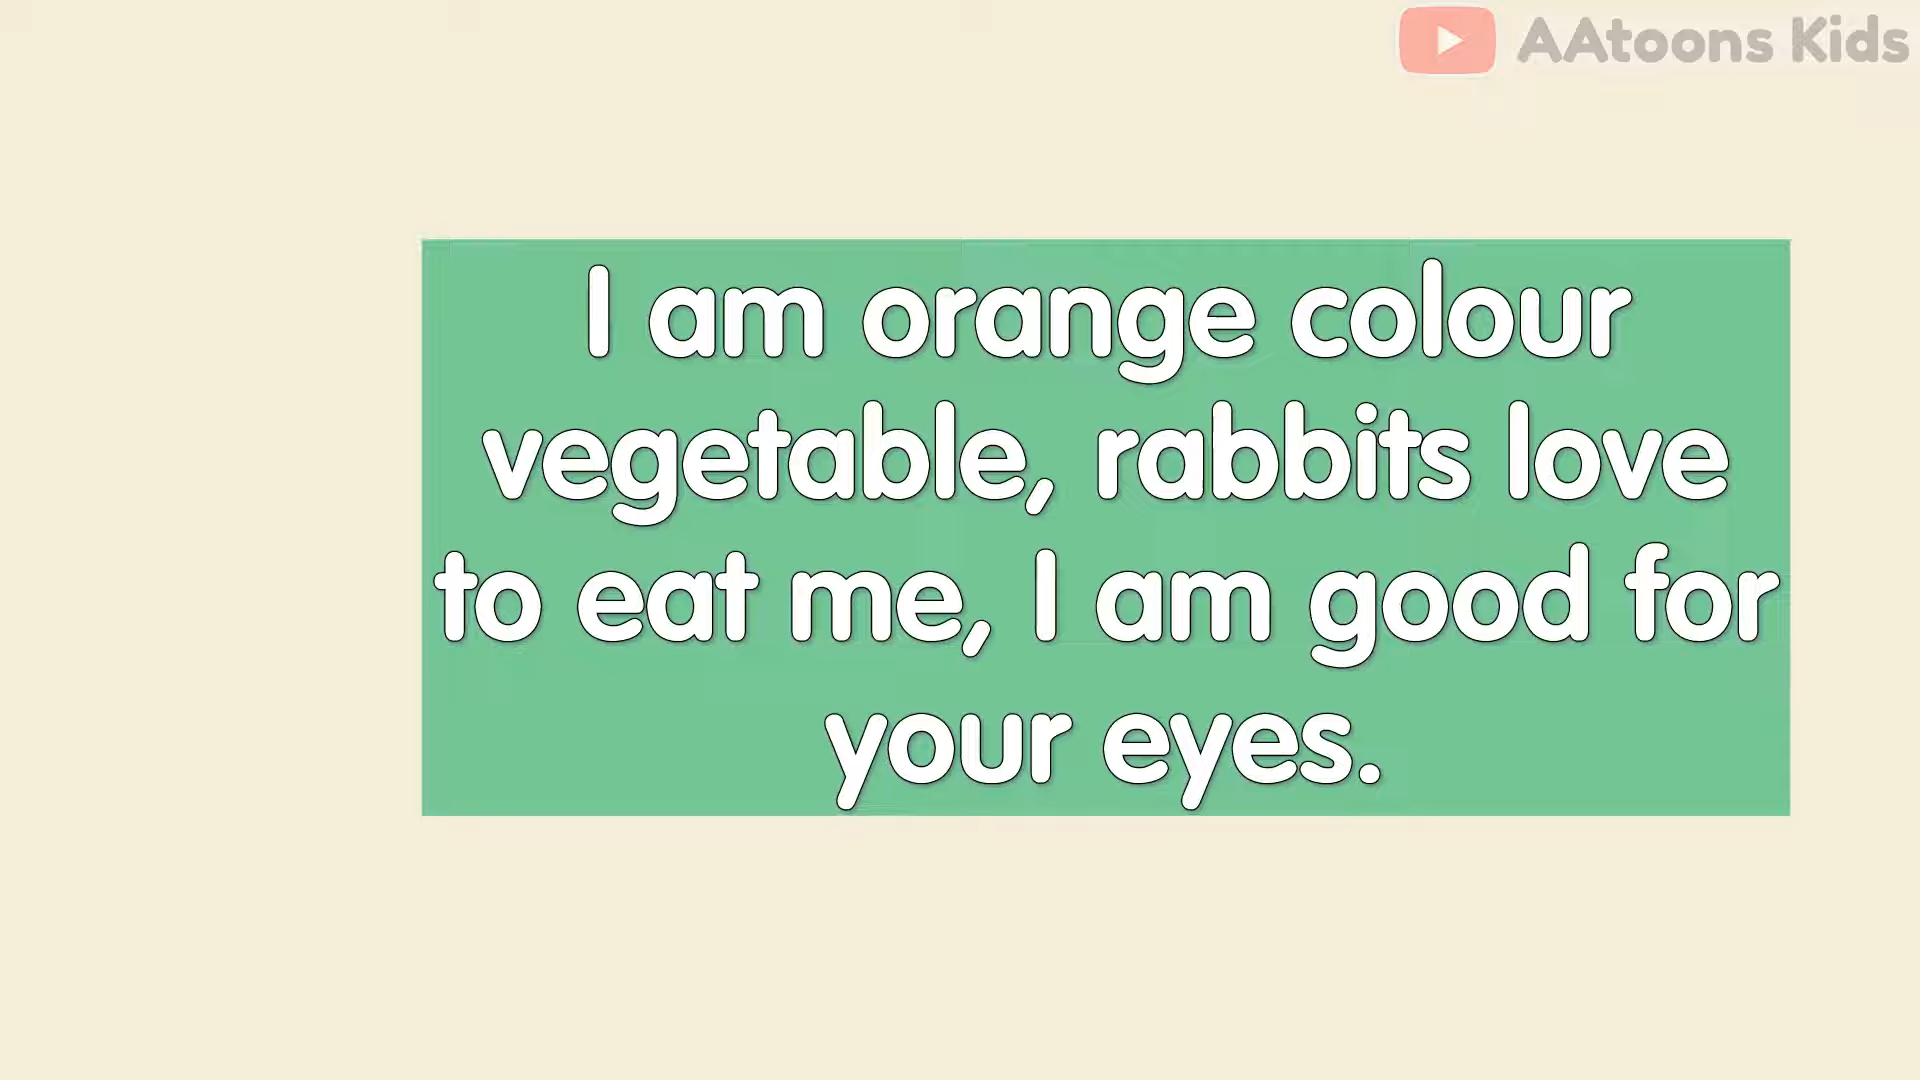 AAtoons Kids
I am orange colour
vegetable, rabbits love
to eat me, I am good for
your eyes.